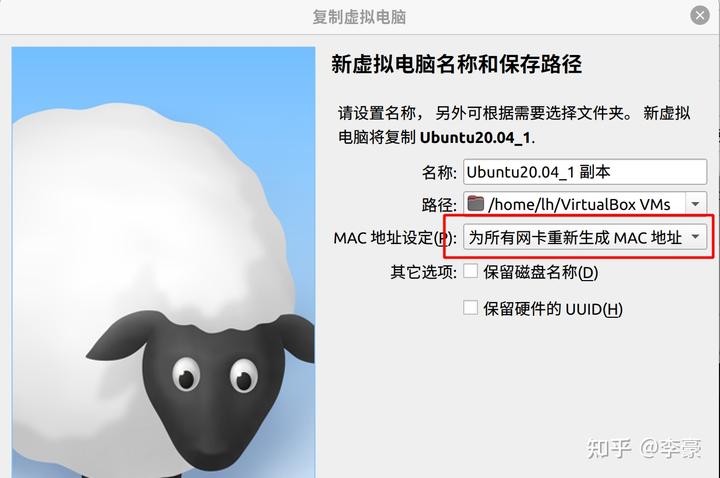 复制虚拟电脑
新虚拟电脑名称和保存路径
请设置名称， 另外可根据需要选择文件夹。 新虚拟
电脑将复制 Ubuntu20.04_1.
名称: Ubuntu20.04_1 副本
路径: /home/lh/VirtualBox VMs
MAC 地址设定(P): 为所有网卡重新生成 MAC 地址
其它选项: 保留磁盘名称(D)
保留硬件的 UUID(H)
知乎 @李豪